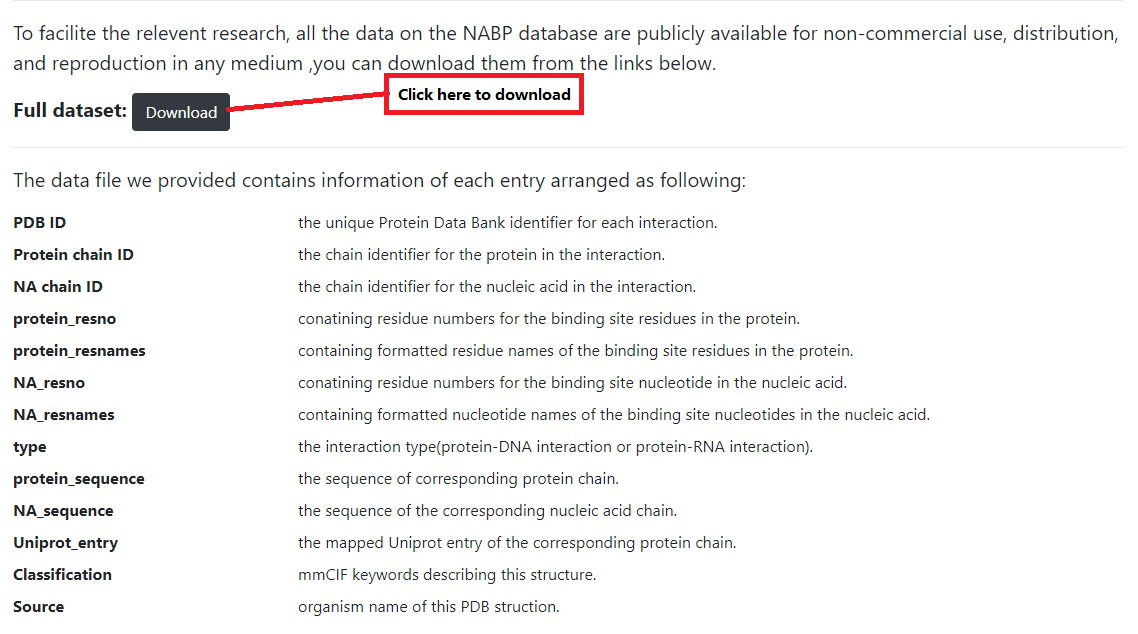 To facilite the relevent research, all the data on the NABP database are publicly available for non-commercial use, distribution,
and reproduction in any medium ,you can download them from the links below.
Click here to download
Full dataset: Download
The data file we provided contains information of each entry arranged as following:
PDB ID the unique Protein Data Bank identifier for each interaction.
Protein chain ID the chain identifier for the protein in the interaction.
NA chain ID the chain identifier for the nucleic acid in the interaction.
protein_resno conatining residue numbers for the binding site residues in the protein.
protein_resnames containing formatted residue names of the binding site residues in the protein.
NA_resno conatining residue numbers for the binding site nucleotide in the nucleic acid.
NA_resnames containing formatted nucleotide names of the binding site nucleotides in the nucleic acid.
type the interaction type(protein-DNA interaction or protein-RNA interaction).
protein_sequence the sequence of corresponding protein chain.
NA_sequence the sequence of the corresponding nucleic acid chain.
Uniprot_entry the mapped Uniprot entry of the corresponding protein chain.
Classification mmCIF keywords describing this structure.
Source organism name of this PDB struction.